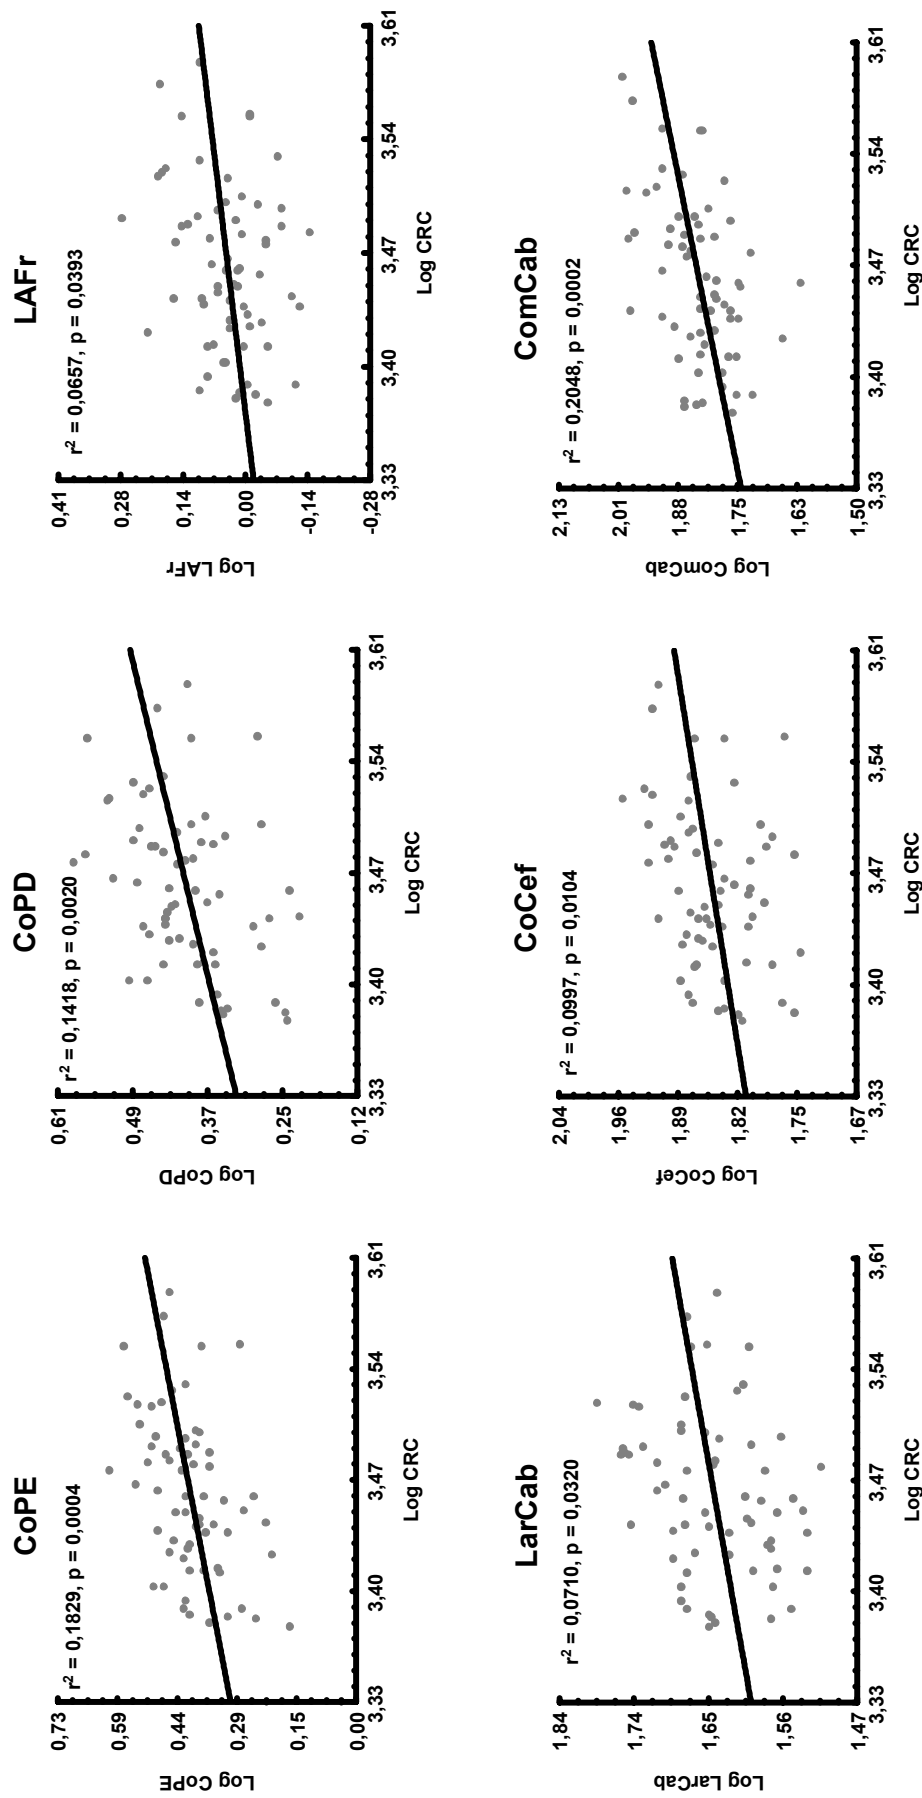 CoPE
r² = 0,1829, p = 0,0004
Log CoPE
0,73
0,59
0,44
0,29
0,15
0,00
3,33
3,40
3,47
3,54
3,61
Log CRC
CoPD
r² = 0,1418, p = 0,0020
Log CoPD
0,61
0,49
0,37
0,25
0,12
3,33
3,40
3,47
3,54
3,61
Log CRC
LAFr
r² = 0,0657, p = 0,0393
Log LAFr
0,41
0,28
0,14
0,00
-0,14
-0,28
3,33
3,40
3,47
3,54
3,61
Log CRC
LarCab
r² = 0,0710, p = 0,0320
Log LarCab
1,84
1,74
1,65
1,56
1,47
3,33
3,40
3,47
3,54
3,61
Log CRC
CoCef
r² = 0,0997, p = 0,0104
Log CoCef
2,04
1,96
1,89
1,82
1,75
1,67
3,33
3,40
3,47
3,54
3,61
Log CRC
ComCab
r² = 0,2048, p = 0,0002
Log ComCab
2,13
2,01
1,88
1,75
1,63
1,50
3,33
3,40
3,47
3,54
3,61
Log CRC